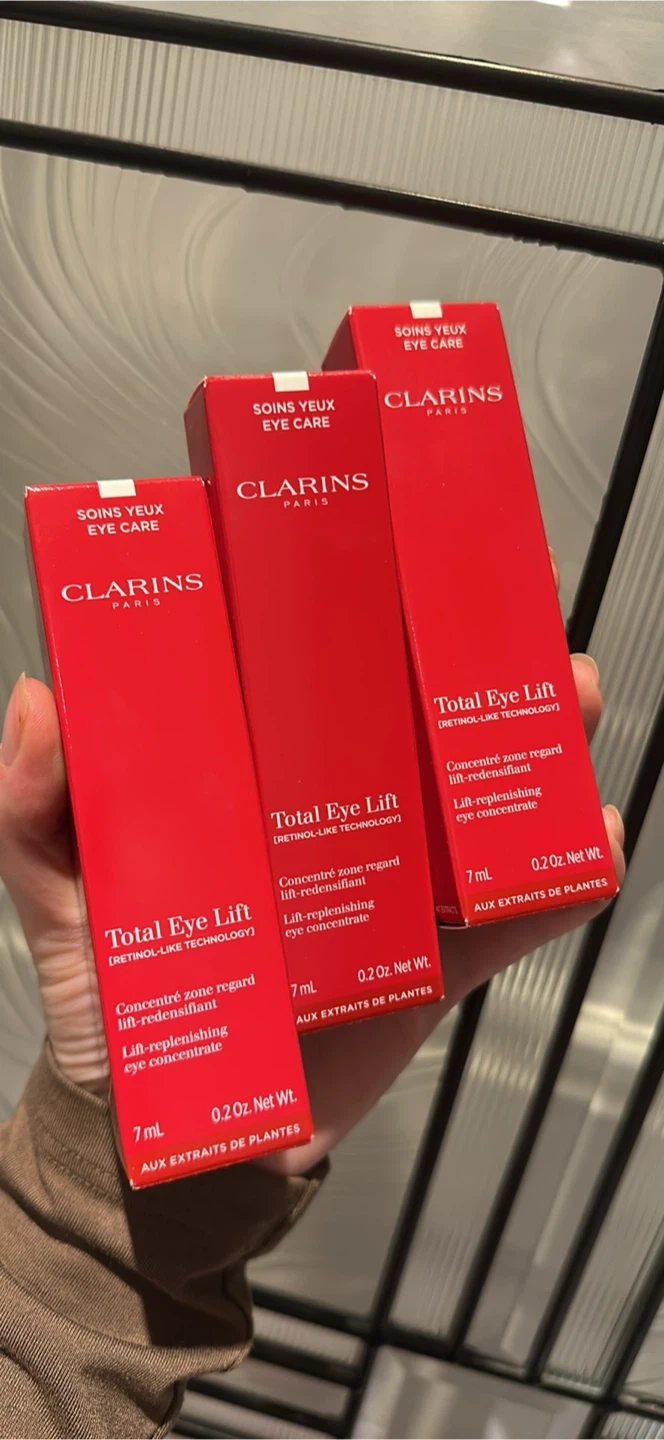 SOINS YEUX
EYE CARE
CLARINS
PARIS
Total Eye Lift
[RETINOL-LIKE TECHNOLOGY]
Concentré zone regard
lift-redensifiant
Lift-replenishing
eye concentrate
7 mL 0.2 Oz. Net Wt.
AUX EXTRAITS DE PLANTES
SOINS YEUX
EYE CARE
CLARINS
PARIS
Total Eye Lift
[RETINOL-LIKE TECHNOLOGY]
Concentré zone regard
lift-redensifiant
Lift-replenishing
eye concentrate
7 mL 0.2 Oz. Net Wt.
AUX EXTRAITS DE PLANTES
SOINS YEUX
EYE CARE
CLARINS
PARIS
Total Eye Lift
[RETINOL-LIKE TECHNOLOGY]
Concentré zone regard
lift-redensifiant
Lift-replenishing
eye concentrate
7 mL 0.2 Oz. Net Wt.
AUX EXTRAITS DE PLANTES